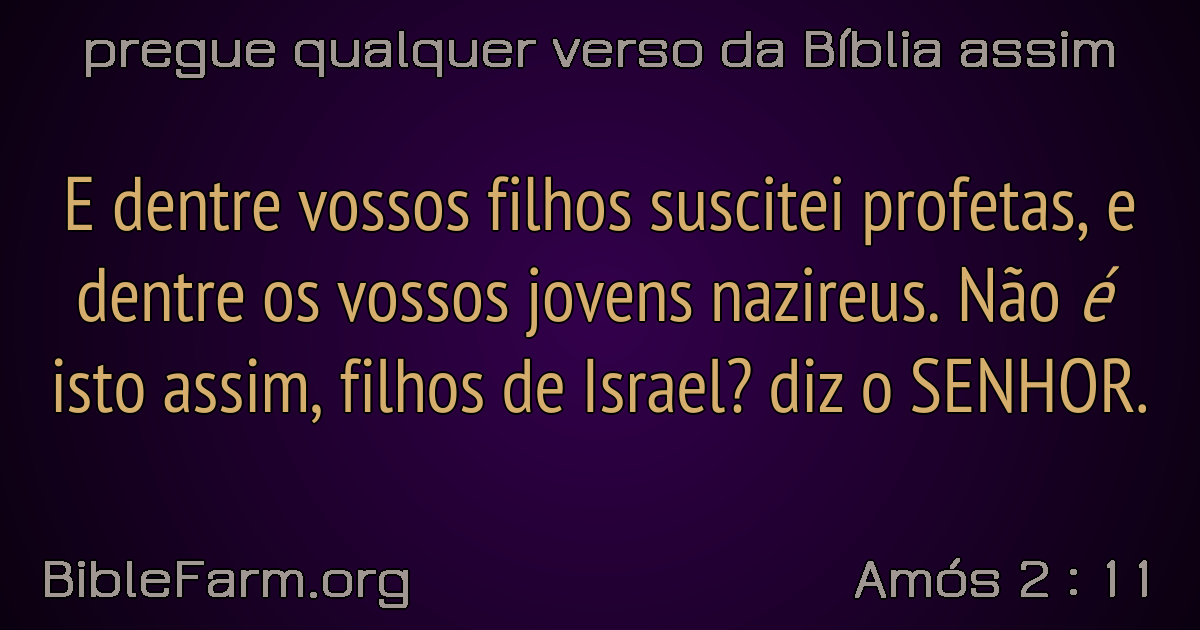 pregue qualquer verso da Bíblia assim
E dentre vossos filhos suscitei profetas, e
dentre os vossos jovens nazireus. Não é
isto assim, filhos de Israel? diz o SENHOR.
BibleFarm.org
Amós 2 : 11